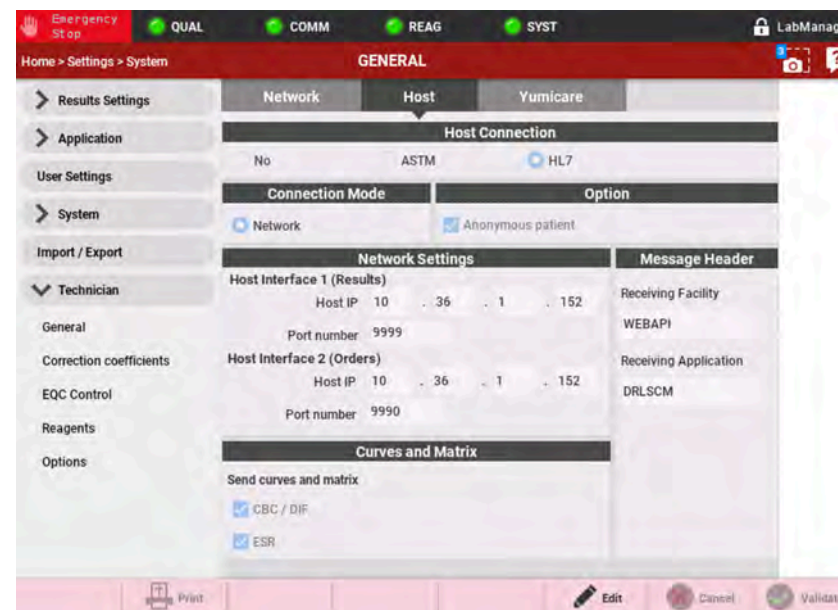 Emergency Stop QUAL COMM REAG SYST LabManag
Home > Settings > System GENERAL 3 ?
Results Settings
Application
User Settings
System
Import / Export
Technician
General
Correction coefficients
EQC Control
Reagents
Options
Network Host Yumicare
Host Connection
No ASTM HL7
Connection Mode Option
Network Anonymous patient
Network Settings
Host Interface 1 (Results)
Host IP 10 . 36 . 1 . 152
Port number 9999
Host Interface 2 (Orders)
Host IP 10 . 36 . 1 . 152
Port number 9990
Message Header
Receiving Facility
WEBAPI
Receiving Application
DRLSCM
Curves and Matrix
Send curves and matrix
CBC / DIF
ESR
Print Edit Cancel Validat